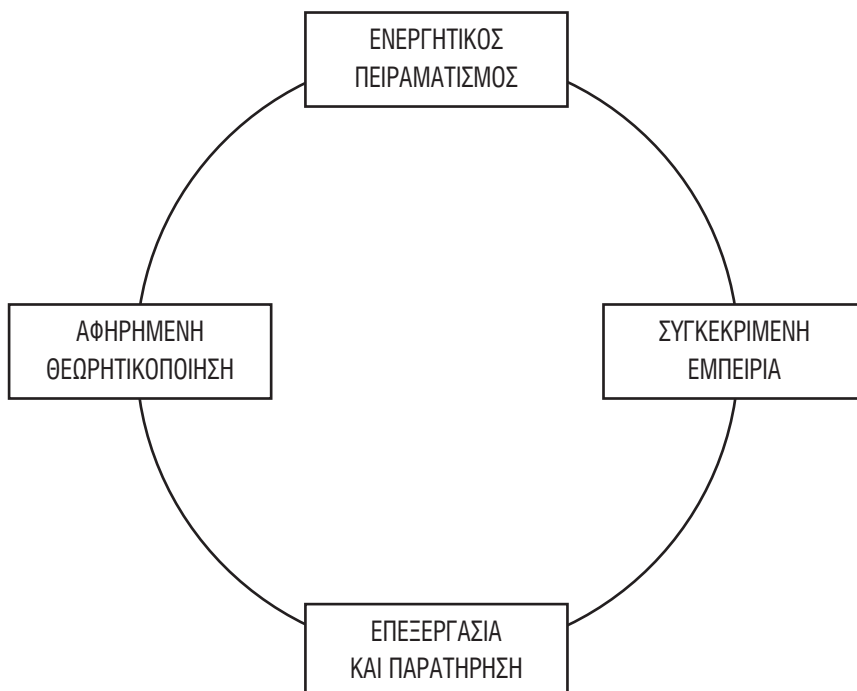 ΕΝΕΡΓΗΤΙΚΟΣ
ΠΕΙΡΑΜΑΤΙΣΜΟΣ
ΑΦΗΡΗΜΕΝΗ
ΘΕΩΡΗΤΙΚΟΠΟΙΗΣΗ
ΣΥΓΚΕΚΡΙΜΕΝΗ
ΕΜΠΕΙΡΙΑ
ΕΠΕΞΕΡΓΑΣΙΑ
ΚΑΙ ΠΑΡΑΤΗΡΗΣΗ